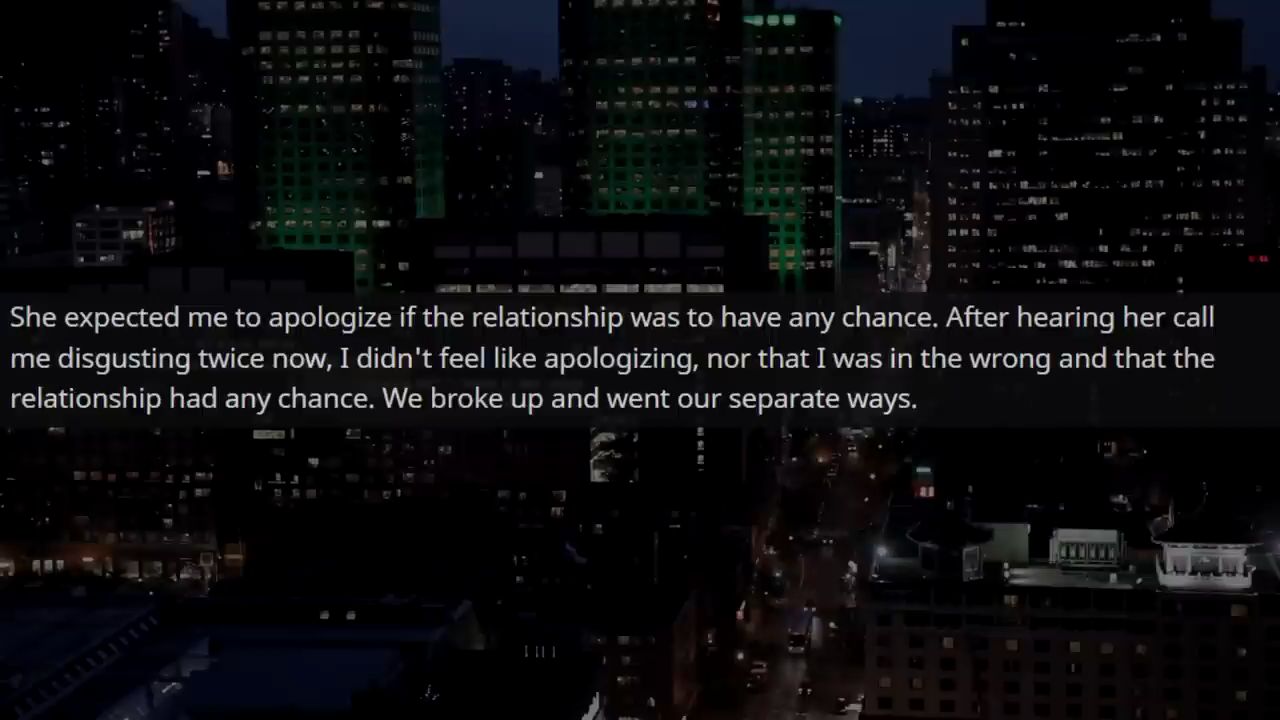 She expected me to apologize if the relationship was to have any chance. After hearing her call
me disgusting twice now, I didn't feel like apologizing, nor that I was in the wrong and that the
relationship had any chance. We broke up and went our separate ways.